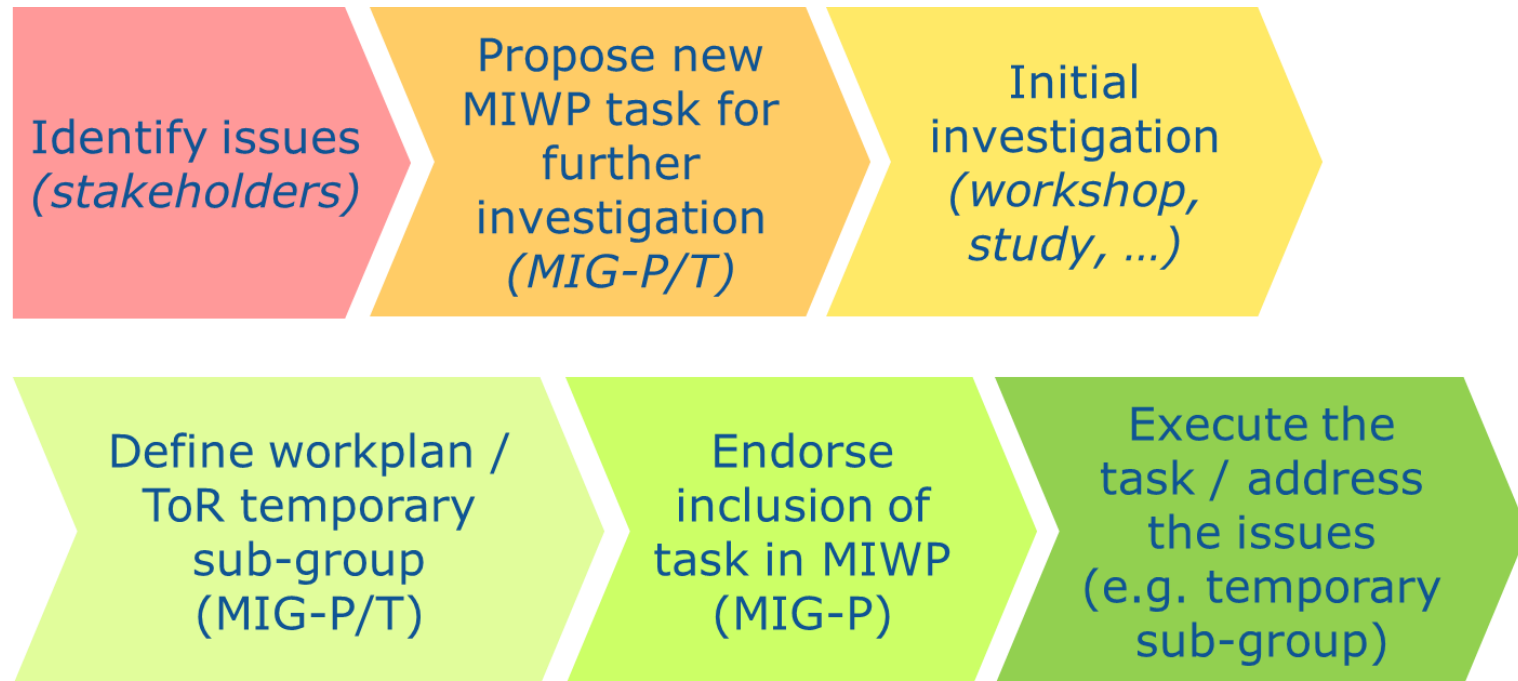 Identify issues
(stakeholders)
Propose new
MIWP task for
further
investigation
(MIG-P/T)
Initial
investigation
(workshop,
study, …)
Define workplan /
ToR temporary
sub-group
(MIG-P/T)
Endorse
inclusion of
task in MIWP
(MIG-P)
Execute the
task / address
the issues
(e.g. temporary
sub-group)